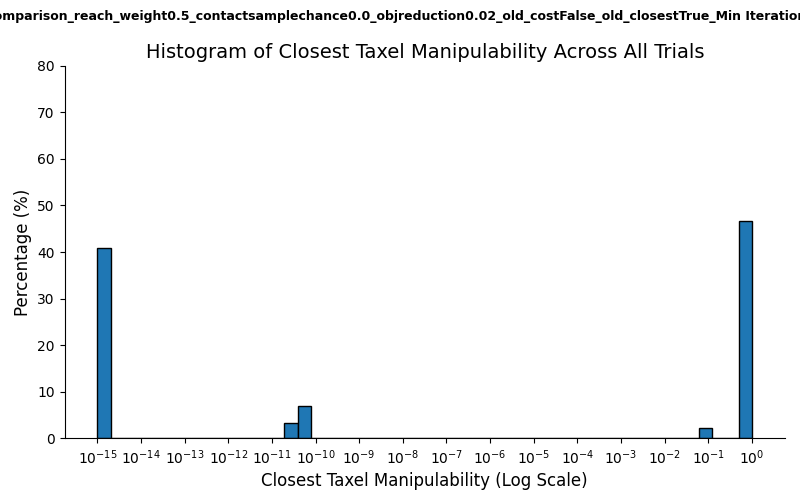 omparison_reach_weight0.5_contactsamplechance0.0_objreduction0.02_old_costFalse_old_closestTrue_Min Iteration
Histogram of Closest Taxel Manipulability Across All Trials
80
70
60
50
40
30
20
10
0
Percentage (%)
10⁻¹⁵ 10⁻¹⁴ 10⁻¹³ 10⁻¹² 10⁻¹¹ 10⁻¹⁰ 10⁻⁹ 10⁻⁸ 10⁻⁷ 10⁻⁶ 10⁻⁵ 10⁻⁴ 10⁻³ 10⁻² 10⁻¹ 10⁰
Closest Taxel Manipulability (Log Scale)